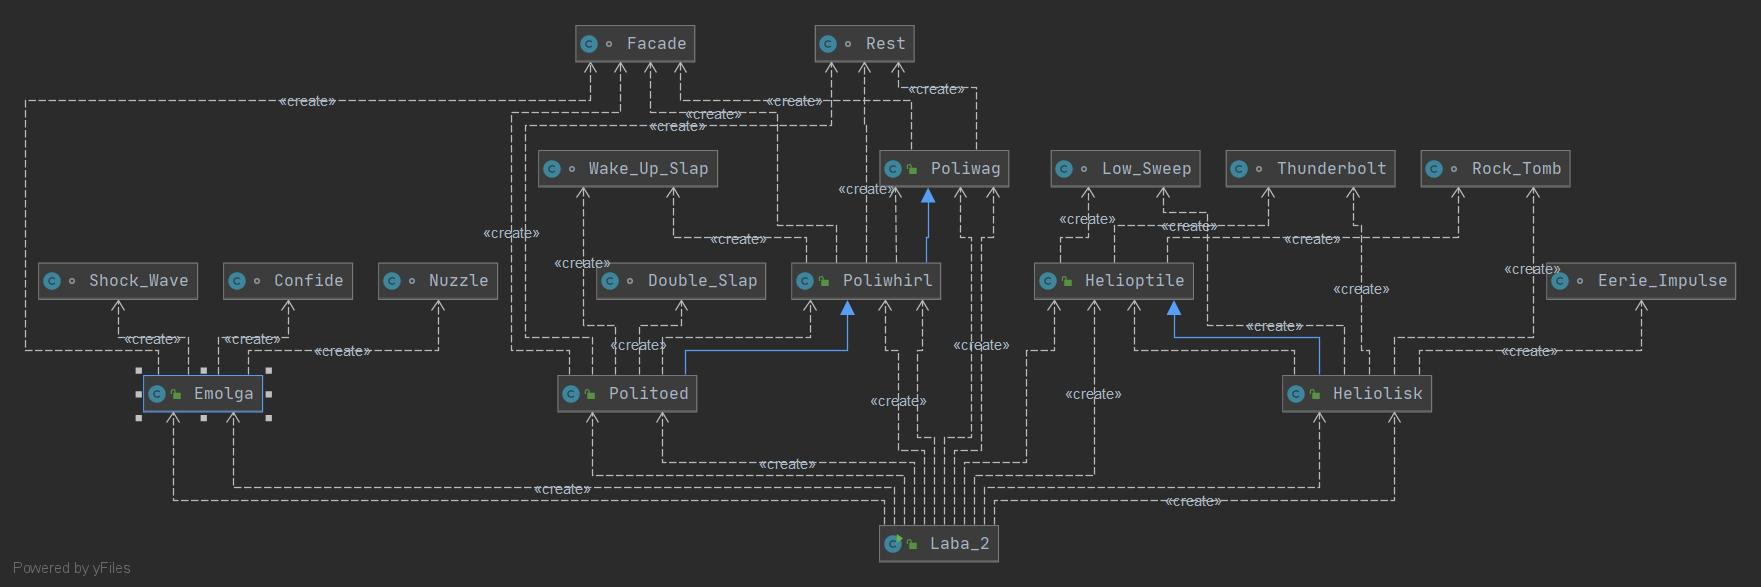 Facade
Rest
«create»
«create»
«create»
«create»
«create»
Wake_Up_Slap
Poliwag
Low_Sweep
Thunderbolt
Rock_Tomb
«create»
«create»
«create»
«create»
«create»
«create»
«create»
«create»
«create»
Shock_Wave
Confide
Nuzzle
Double_Slap
Poliwhirl
Helioptile
Eerie_Impulse
«create»
«create»
«create»
«create»
«create»
«create»
«create»
«create»
Emolga
Politoed
«create»
«create»
Heliolisk
«create»
«create»
«create»
Laba_2
Powered by yFiles